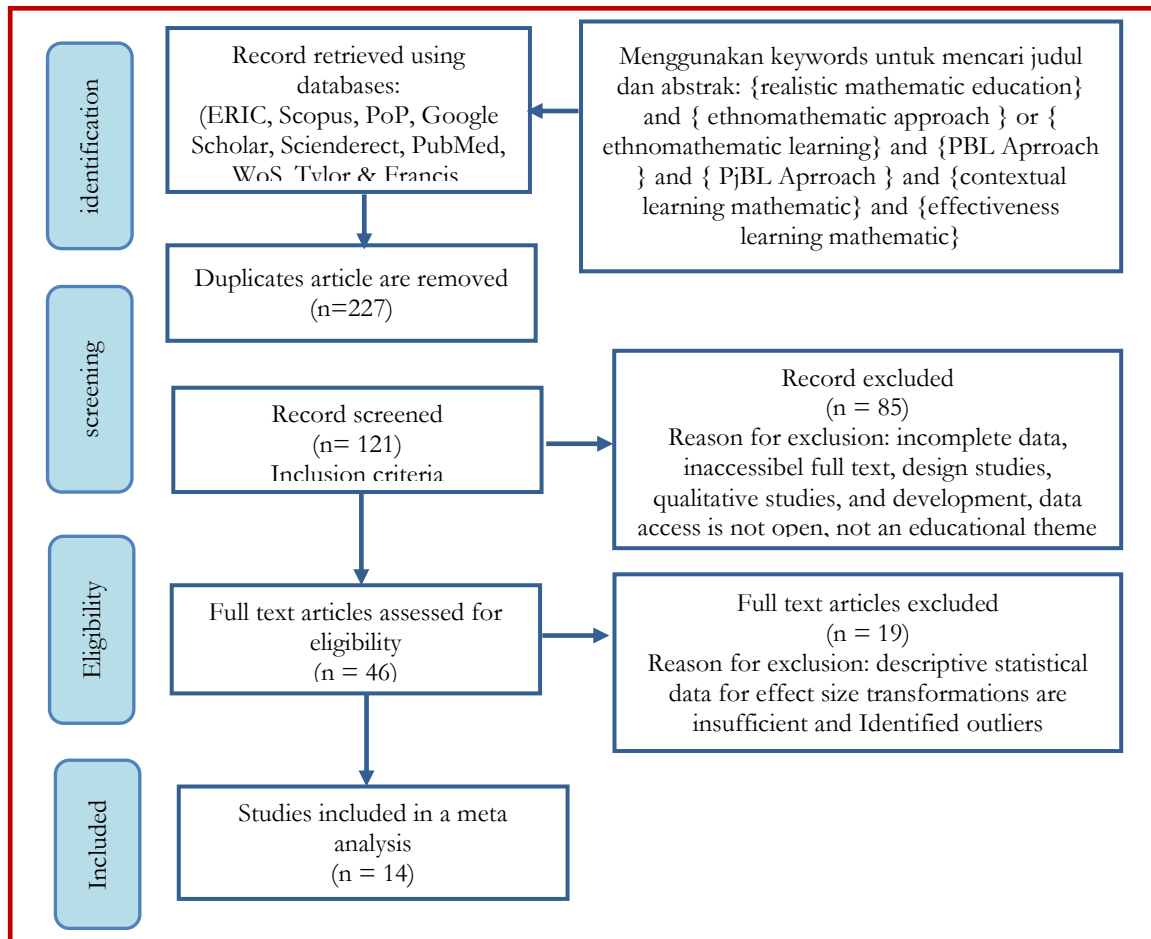 identification
Record retrieved using
databases:
(ERIC, Scopus, PoP, Google
Scholar, Scienderect, PubMed,
WoS, Tylor & Francis
Menggunakan keywords untuk mencari judul
dan abstrak: {realistic mathematic education}
and { ethnomathematic approach } or {
ethnomathematic learning} and {PBL Aprroach
} and { PjBL Aprroach } and {contextual
learning mathematic} and {effectiveness
learning mathematic}
Duplicates article are removed
(n=227)
screening
Record screened
(n= 121)
Inclusion criteria
Record excluded
(n = 85)
Reason for exclusion: incomplete data,
inaccessibel full text, design studies,
qualitative studies, and development, data
access is not open, not an educational theme
Eligibility
Full text articles assessed for
eligibility
(n = 46)
Full text articles excluded
(n = 19)
Reason for exclusion: descriptive statistical
data for effect size transformations are
insufficient and Identified outliers
Included
Studies included in a meta
analysis
(n = 14)